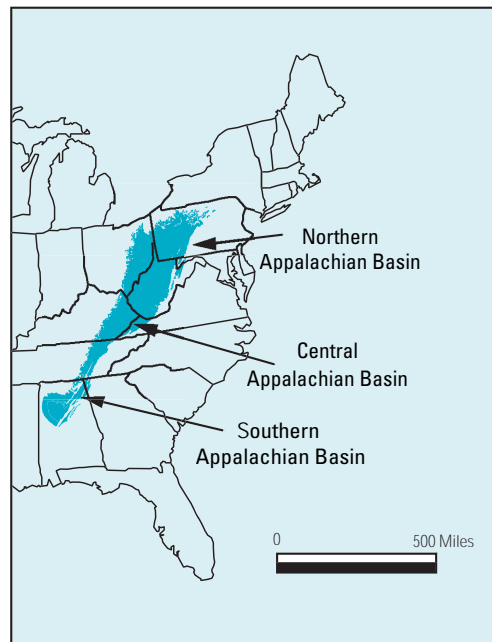 Northern
Appalachian Basin
Central
Appalachian Basin
Southern
Appalachian Basin
0 500 Miles